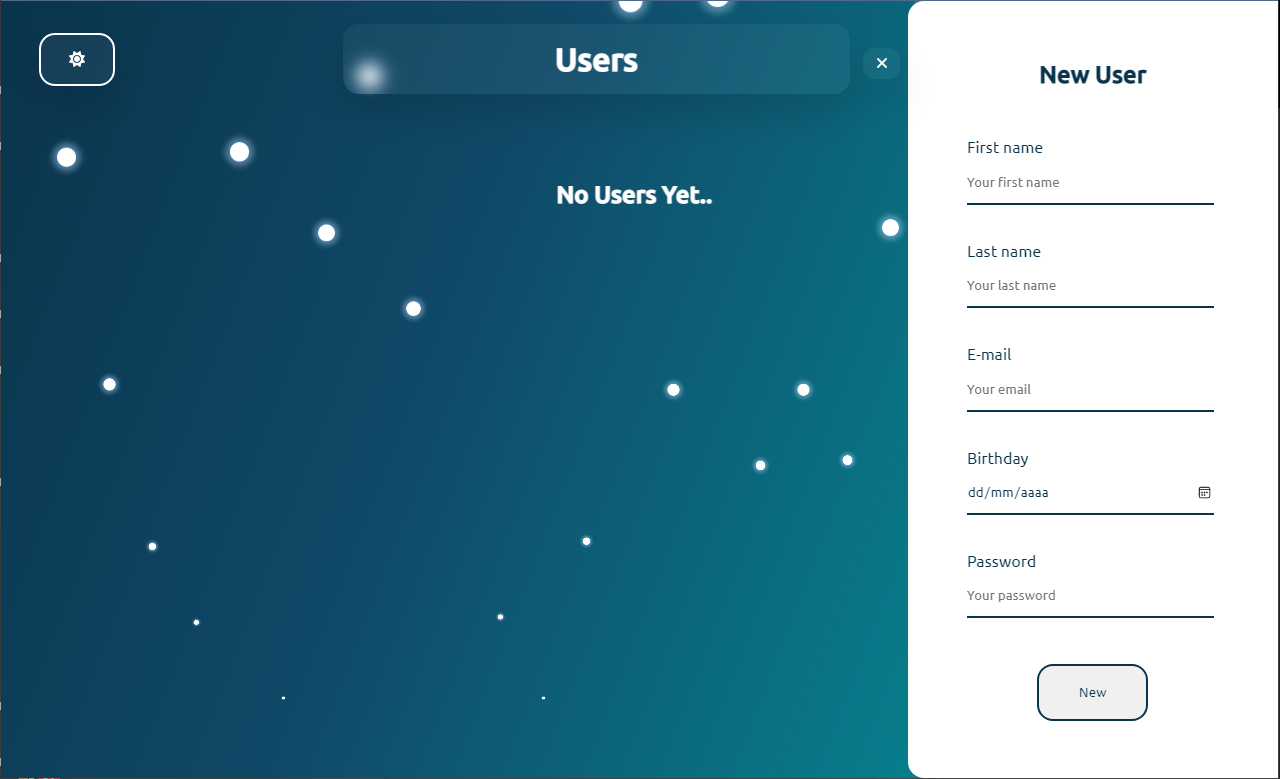 Users
No Users Yet..
New User
First name
Your first name
Last name
Your last name
E-mail
Your email
Birthday
dd/mm/aaaa
Password
Your password
New